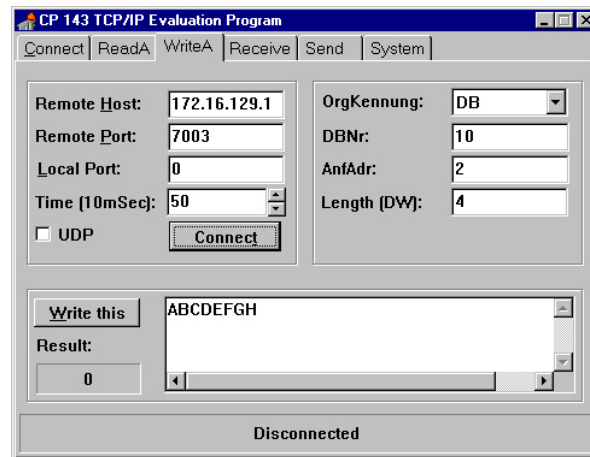 CP 143 TCP/IP Evaluation Program
Connect ReadA WriteA Receive Send System
Remote Host: 172.16.129.1
Remote Port: 7003
Local Port: 0
Time (10mSec): 50
UDP Connect
OrgKennung: DB
DBNr: 10
AnfAdr: 2
Length (DW): 4
Write this ABCDEFGH
Result:
0
Disconnected